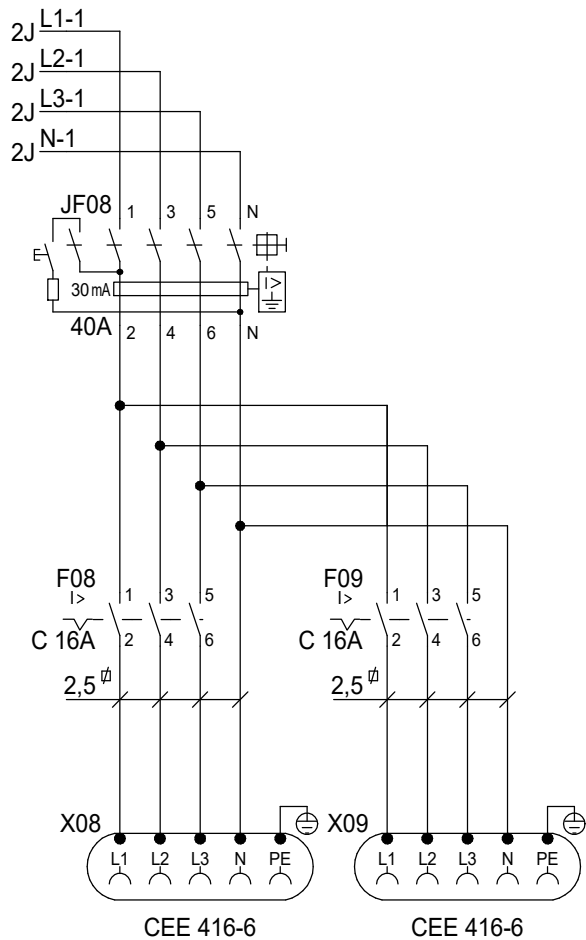 2J L1-1
2J L2-1
2J L3-1
2J N-1
JF08 1 3 5 N
30 mA I>
40A 2 4 6 N
F08 1 3 5 F09 1 3 5
I> I>
C 16A 2 4 6 C 16A 2 4 6
2,5 2,5
X08 X09
L1 L2 L3 N PE L1 L2 L3 N PE
CEE 416-6 CEE 416-6